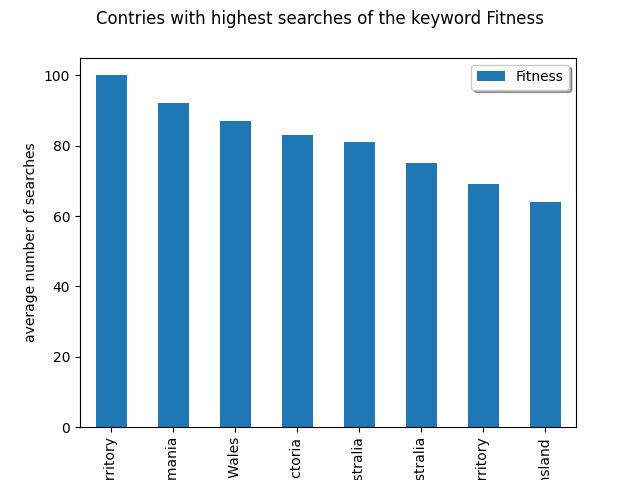 Contries with highest searches of the keyword Fitness
Fitness
average number of searches
100
80
60
40
20
0
rritory
mania
Wales
ctoria
stralia
stralia
rritory
nsland